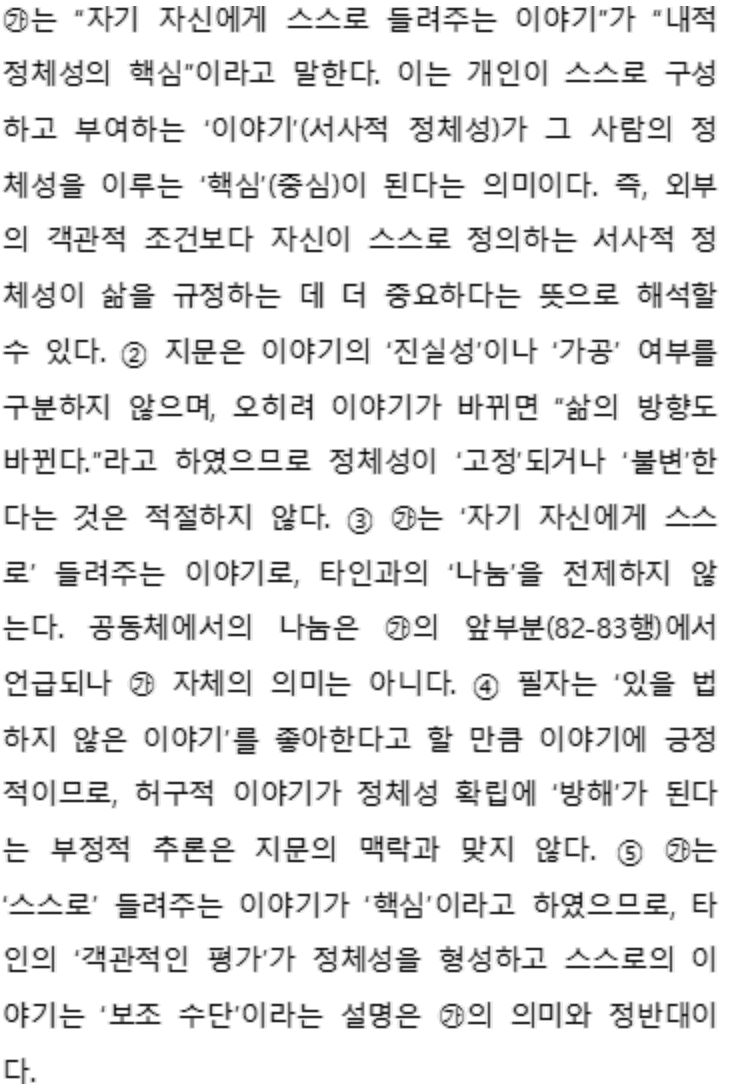 ㉮는 "자기 자신에게 스스로 들려주는 이야기"가 "내적
정체성의 핵심"이라고 말한다. 이는 개인이 스스로 구성
하고 부여하는 '이야기'(서사적 정체성)가 그 사람의 정
체성을 이루는 '핵심'(중심)이 된다는 의미이다. 즉, 외부
의 객관적 조건보다 자신이 스스로 정의하는 서사적 정
체성이 삶을 규정하는 데 더 중요하다는 뜻으로 해석할
수 있다. ② 지문은 이야기의 '진실성'이나 '가공' 여부를
구분하지 않으며, 오히려 이야기가 바뀌면 "삶의 방향도
바뀐다."라고 하였으므로 정체성이 '고정'되거나 '불변'한
다는 것은 적절하지 않다. ③ ㉮는 '자기 자신에게 스스
로' 들려주는 이야기로, 타인과의 '나눔'을 전제하지 않
는다. 공동체에서의 나눔은 ㉮의 앞부분(82-83행)에서
언급되나 ㉮ 자체의 의미는 아니다. ④ 필자는 '있을 법
하지 않은 이야기'를 좋아한다고 할 만큼 이야기에 긍정
적이므로, 허구적 이야기가 정체성 확립에 '방해'가 된다
는 부정적 추론은 지문의 맥락과 맞지 않다. ⑤ ㉮는
'스스로' 들려주는 이야기가 '핵심'이라고 하였으므로, 타
인의 '객관적인 평가'가 정체성을 형성하고 스스로의 이
야기는 '보조 수단'이라는 설명은 ㉮의 의미와 정반대이
다.